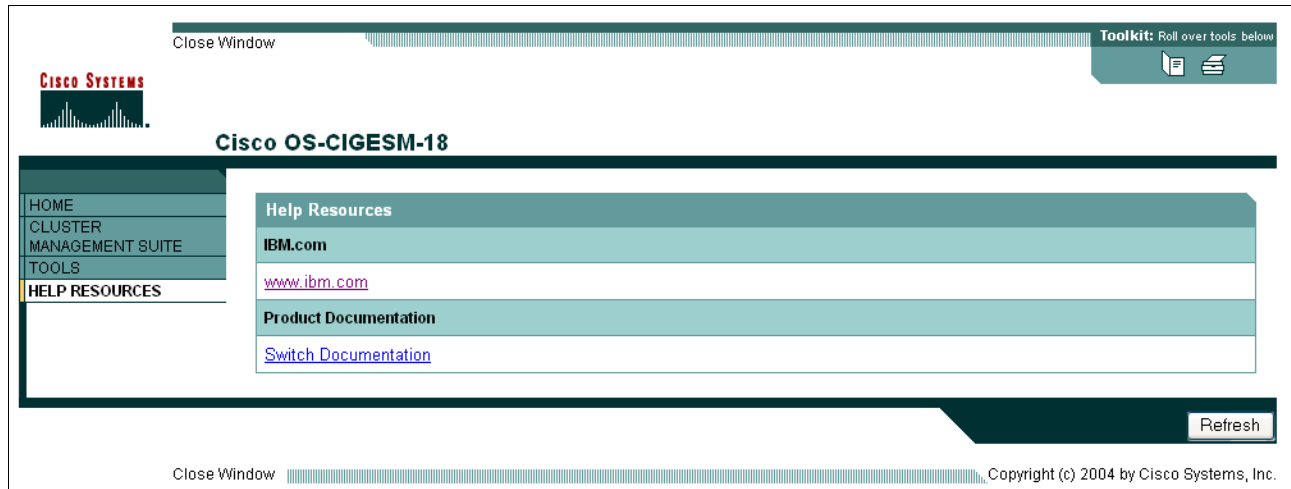 Close Window
Toolkit: Roll over tools below
CISCO SYSTEMS
Cisco OS-CIGESM-18
HOME
CLUSTER
MANAGEMENT SUITE
TOOLS
HELP RESOURCES
Help Resources
IBM.com
www.ibm.com
Product Documentation
Switch Documentation
Refresh
Close Window
Copyright (c) 2004 by Cisco Systems, Inc.